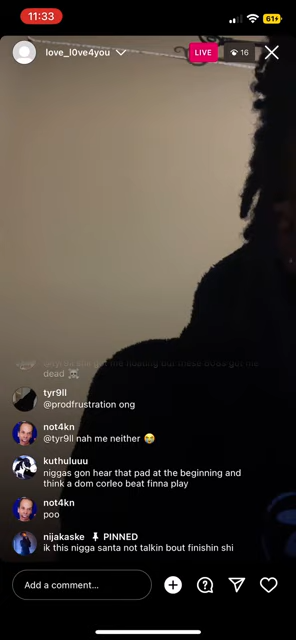 11:33
61
love_l0ve4you
LIVE
16
dead ☠️
tyr9ll
@prodfrustration ong
not4kn
@tyr9ll nah me neither 😭
kuthuluuu
niggas gon hear that pad at the beginning and
think a dom corleo beat finna play
not4kn
poo
nijakaske 📌 PINNED
ik this nigga santa not talkin bout finishin shi
Add a comment...